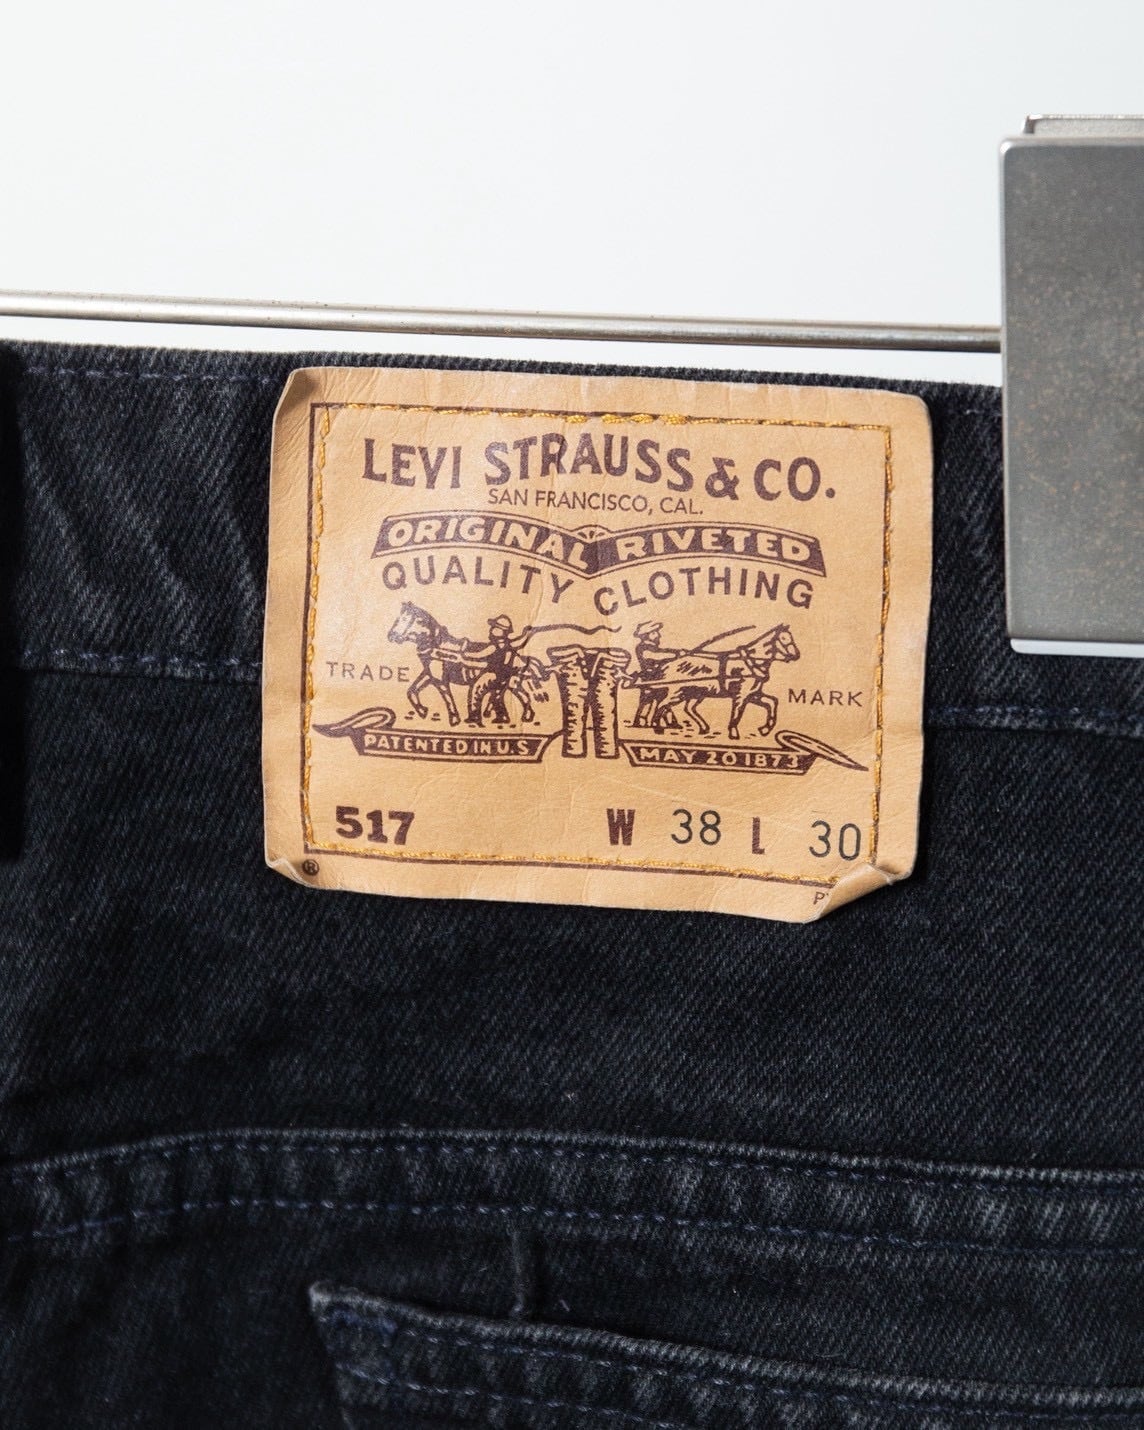 LEVI STRAUSS & CO.
SAN FRANCISCO, CAL.
ORIGINAL RIVETED
QUALITY CLOTHING
TRADE MARK
PATENTED IN U.S MAY 20 1873
517 W 38 L 30
®